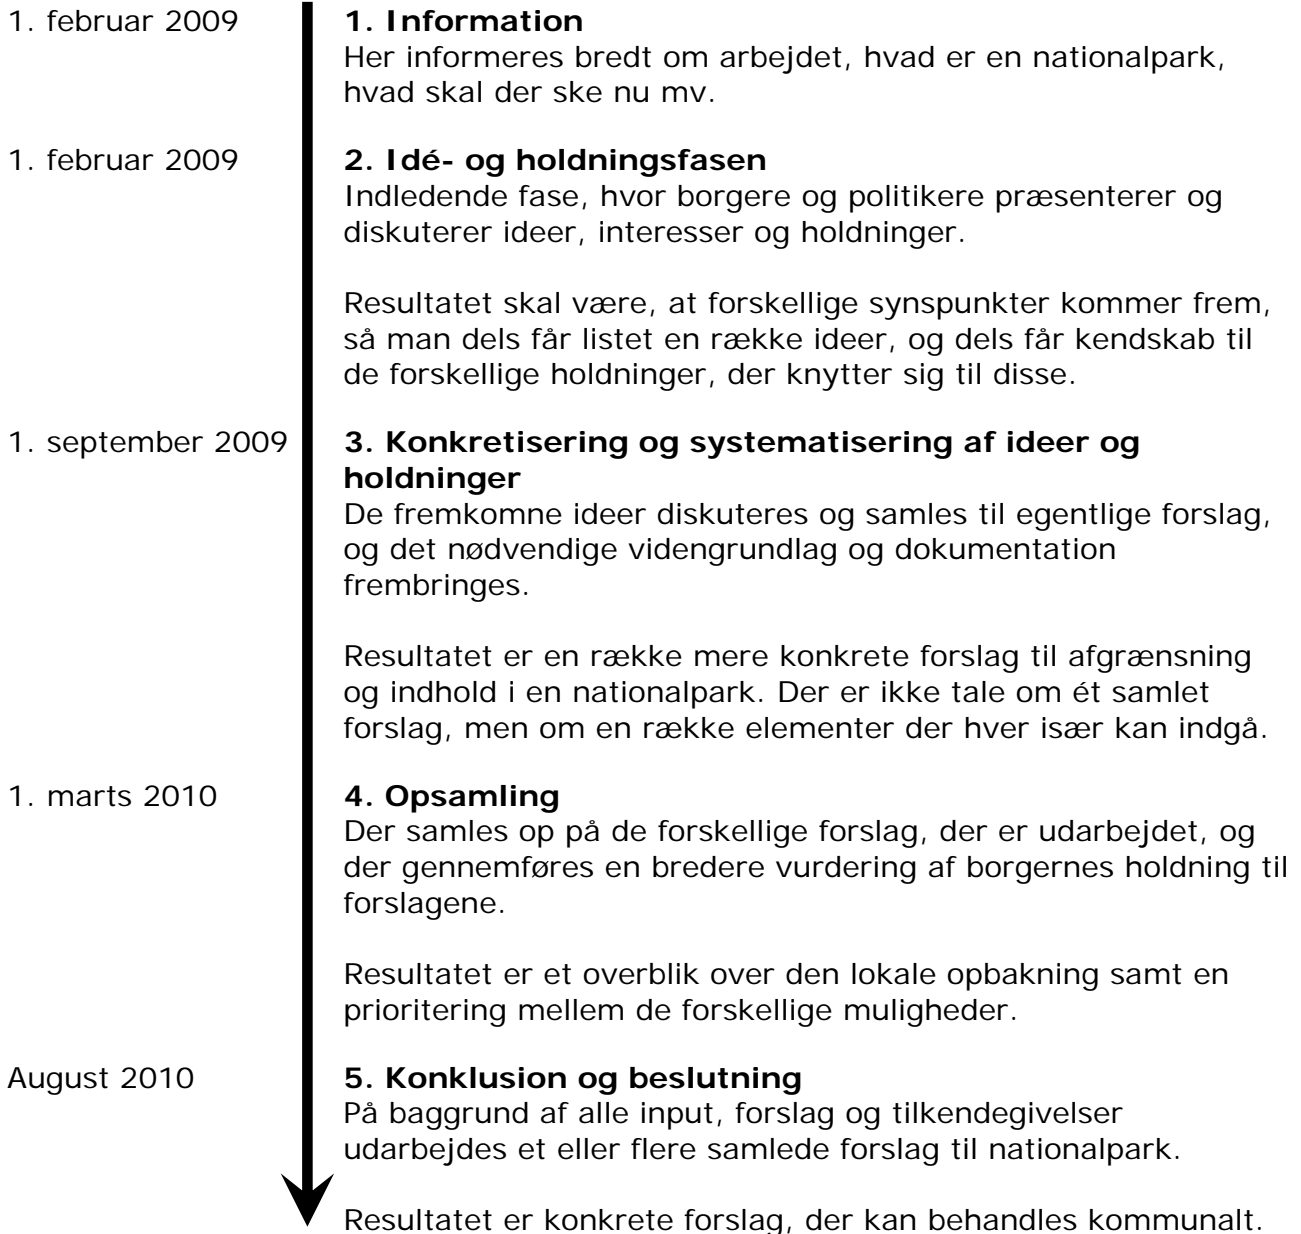 1. februar 2009
1. Information
Her informeres bredt om arbejdet, hvad er en nationalpark,
hvad skal der ske nu mv.
1. februar 2009
2. Idé- og holdningsfasen
Indledende fase, hvor borgere og politikere præsenterer og
diskuterer ideer, interesser og holdninger.
Resultatet skal være, at forskellige synspunkter kommer frem,
så man dels får listet en række ideer, og dels får kendskab til
de forskellige holdninger, der knytter sig til disse.
1. september 2009
3. Konkretisering og systematisering af ideer og
holdninger
De fremkomne ideer diskuteres og samles til egentlige forslag,
og det nødvendige videngrundlag og dokumentation
frembringes.
Resultatet er en række mere konkrete forslag til afgrænsning
og indhold i en nationalpark. Der er ikke tale om ét samlet
forslag, men om en række elementer der hver især kan indgå.
1. marts 2010
4. Opsamling
Der samles op på de forskellige forslag, der er udarbejdet, og
der gennemføres en bredere vurdering af borgernes holdning til
forslagene.
Resultatet er et overblik over den lokale opbakning samt en
prioritering mellem de forskellige muligheder.
August 2010
5. Konklusion og beslutning
På baggrund af alle input, forslag og tilkendegivelser
udarbejdes et eller flere samlede forslag til nationalpark.
Resultatet er konkrete forslag, der kan behandles kommunalt.